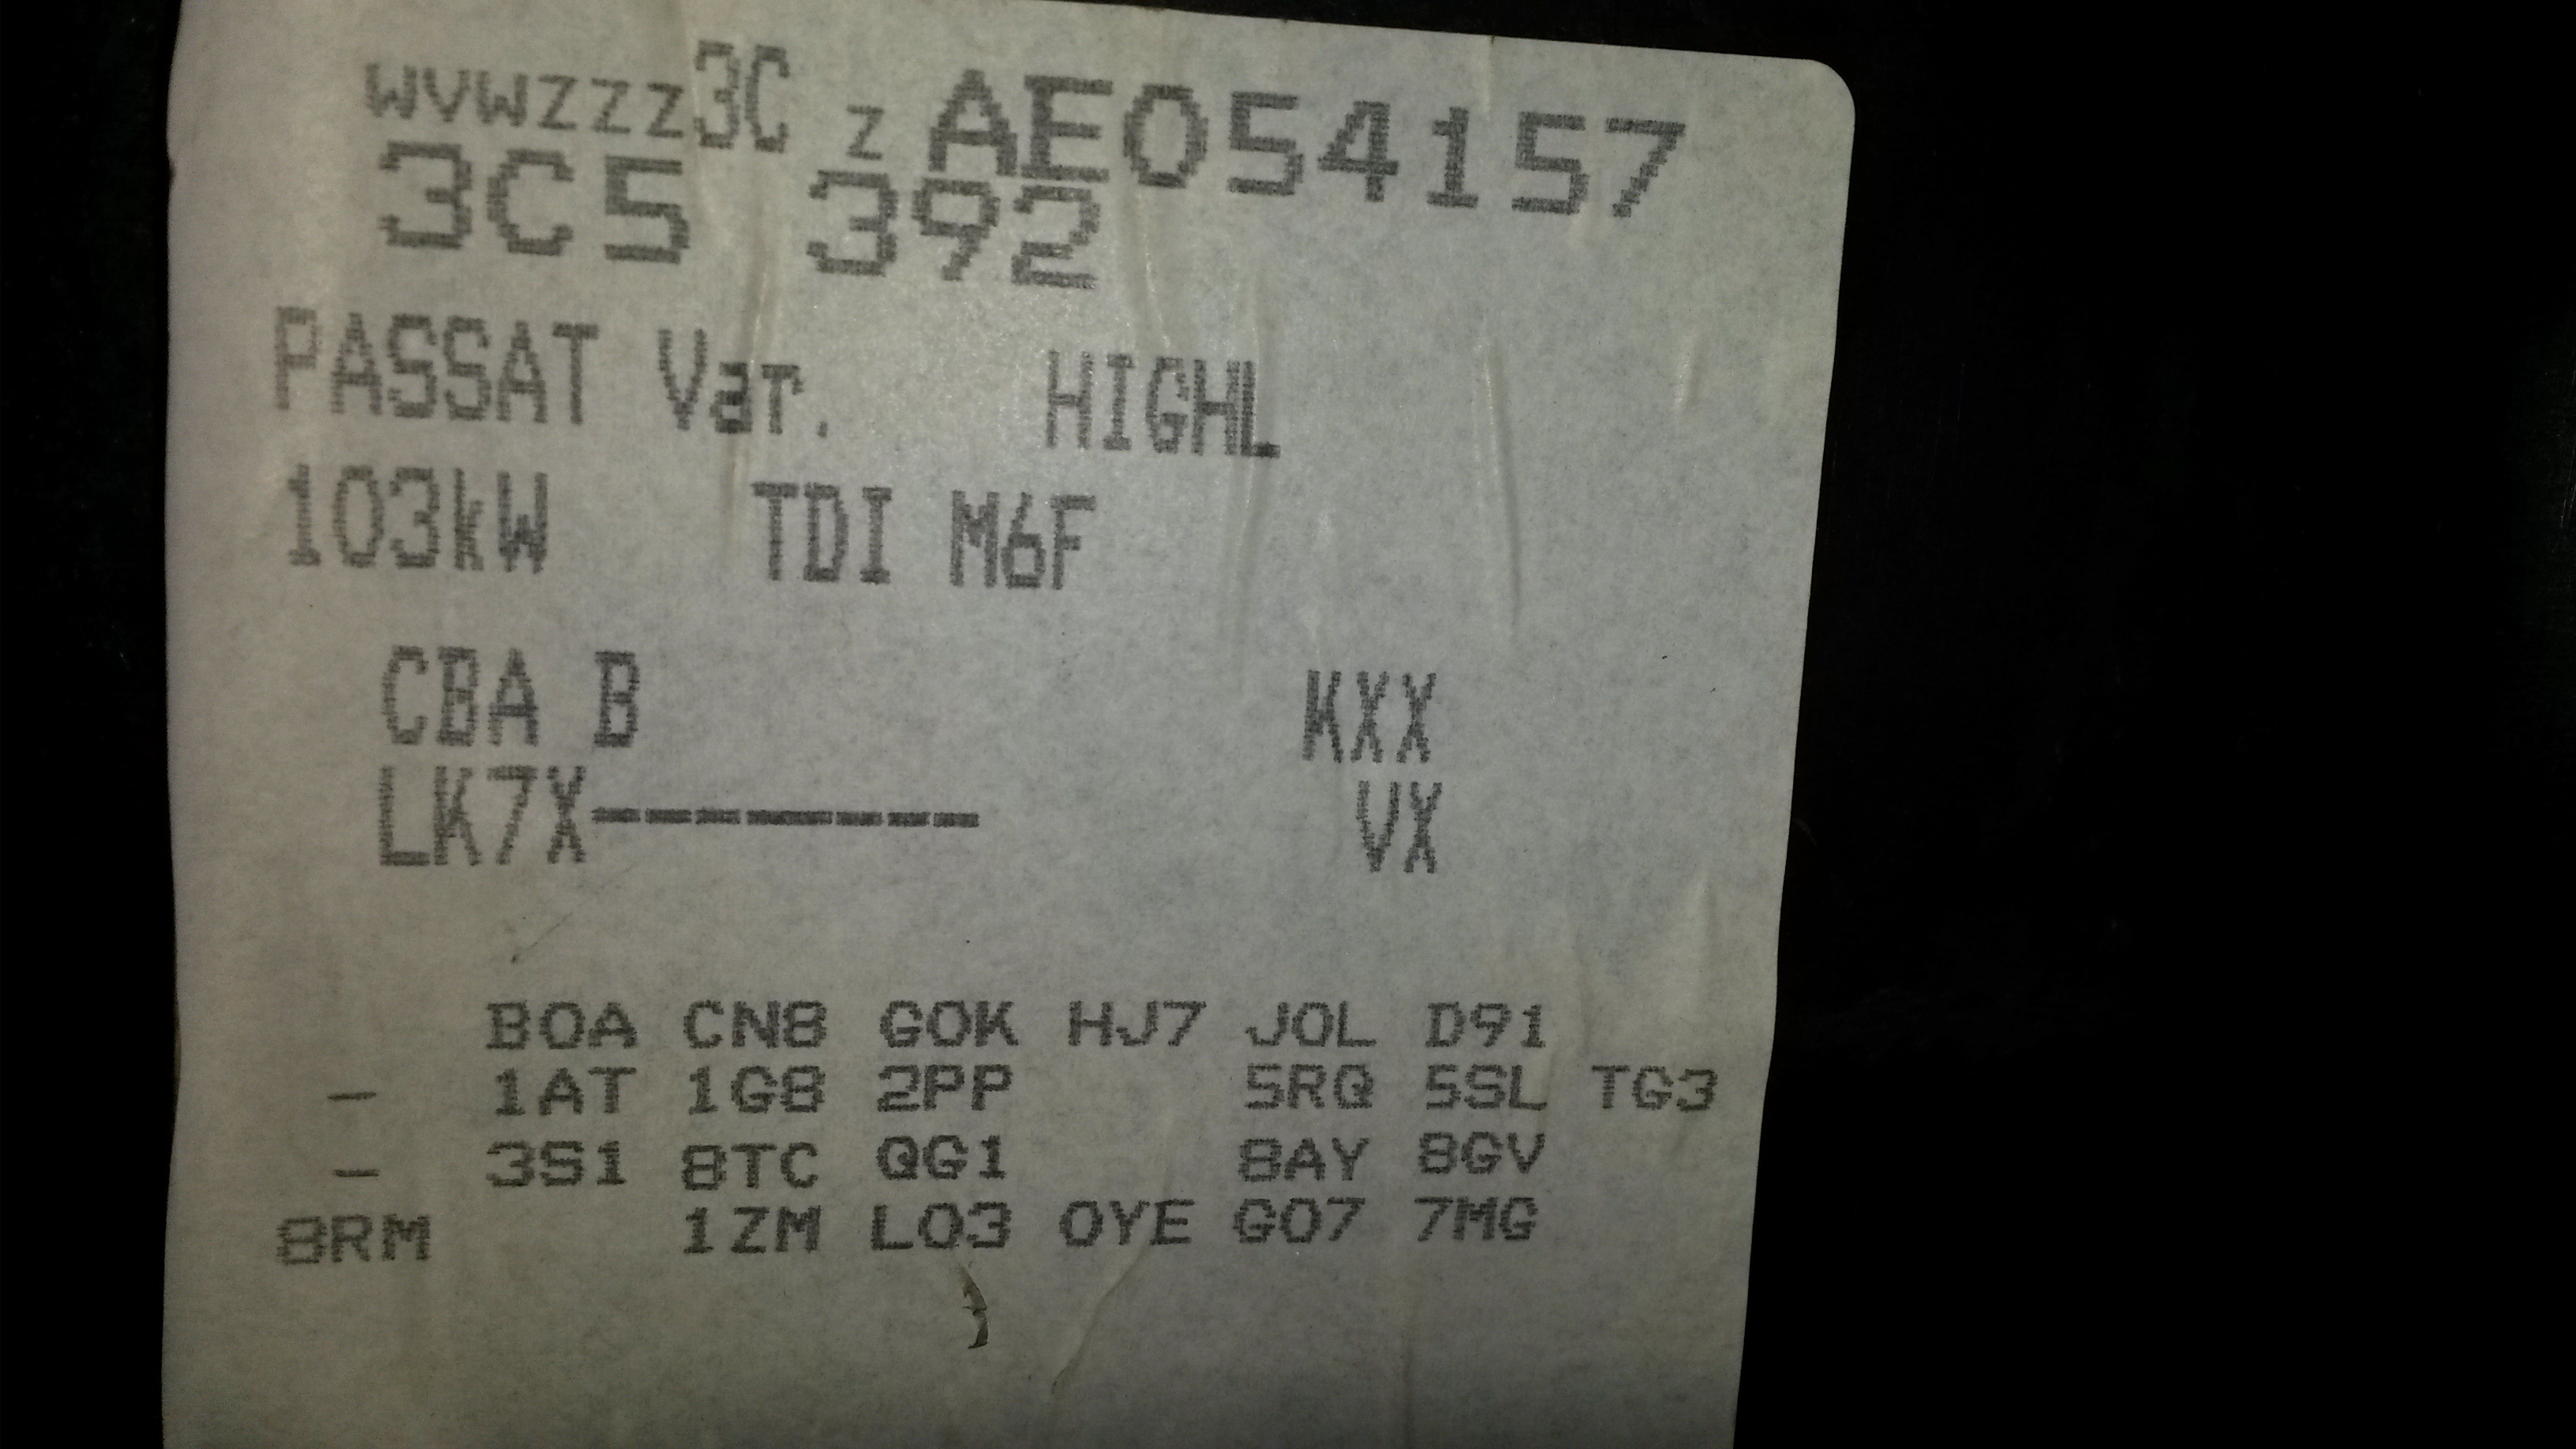 WVWZZZ3C Z AE054157
3C5 392
PASSAT Var. HIGHL
103kW TDI M6F
CBA B KXX
LK7X-------- VX
B0A CN8 G0K HJ7 J0L D91
- 1AT 1G8 2PP 5RQ 5SL TG3
- 3S1 8TC QG1 8AY 8GV
8RM 1ZM L03 0YE G07 7MG